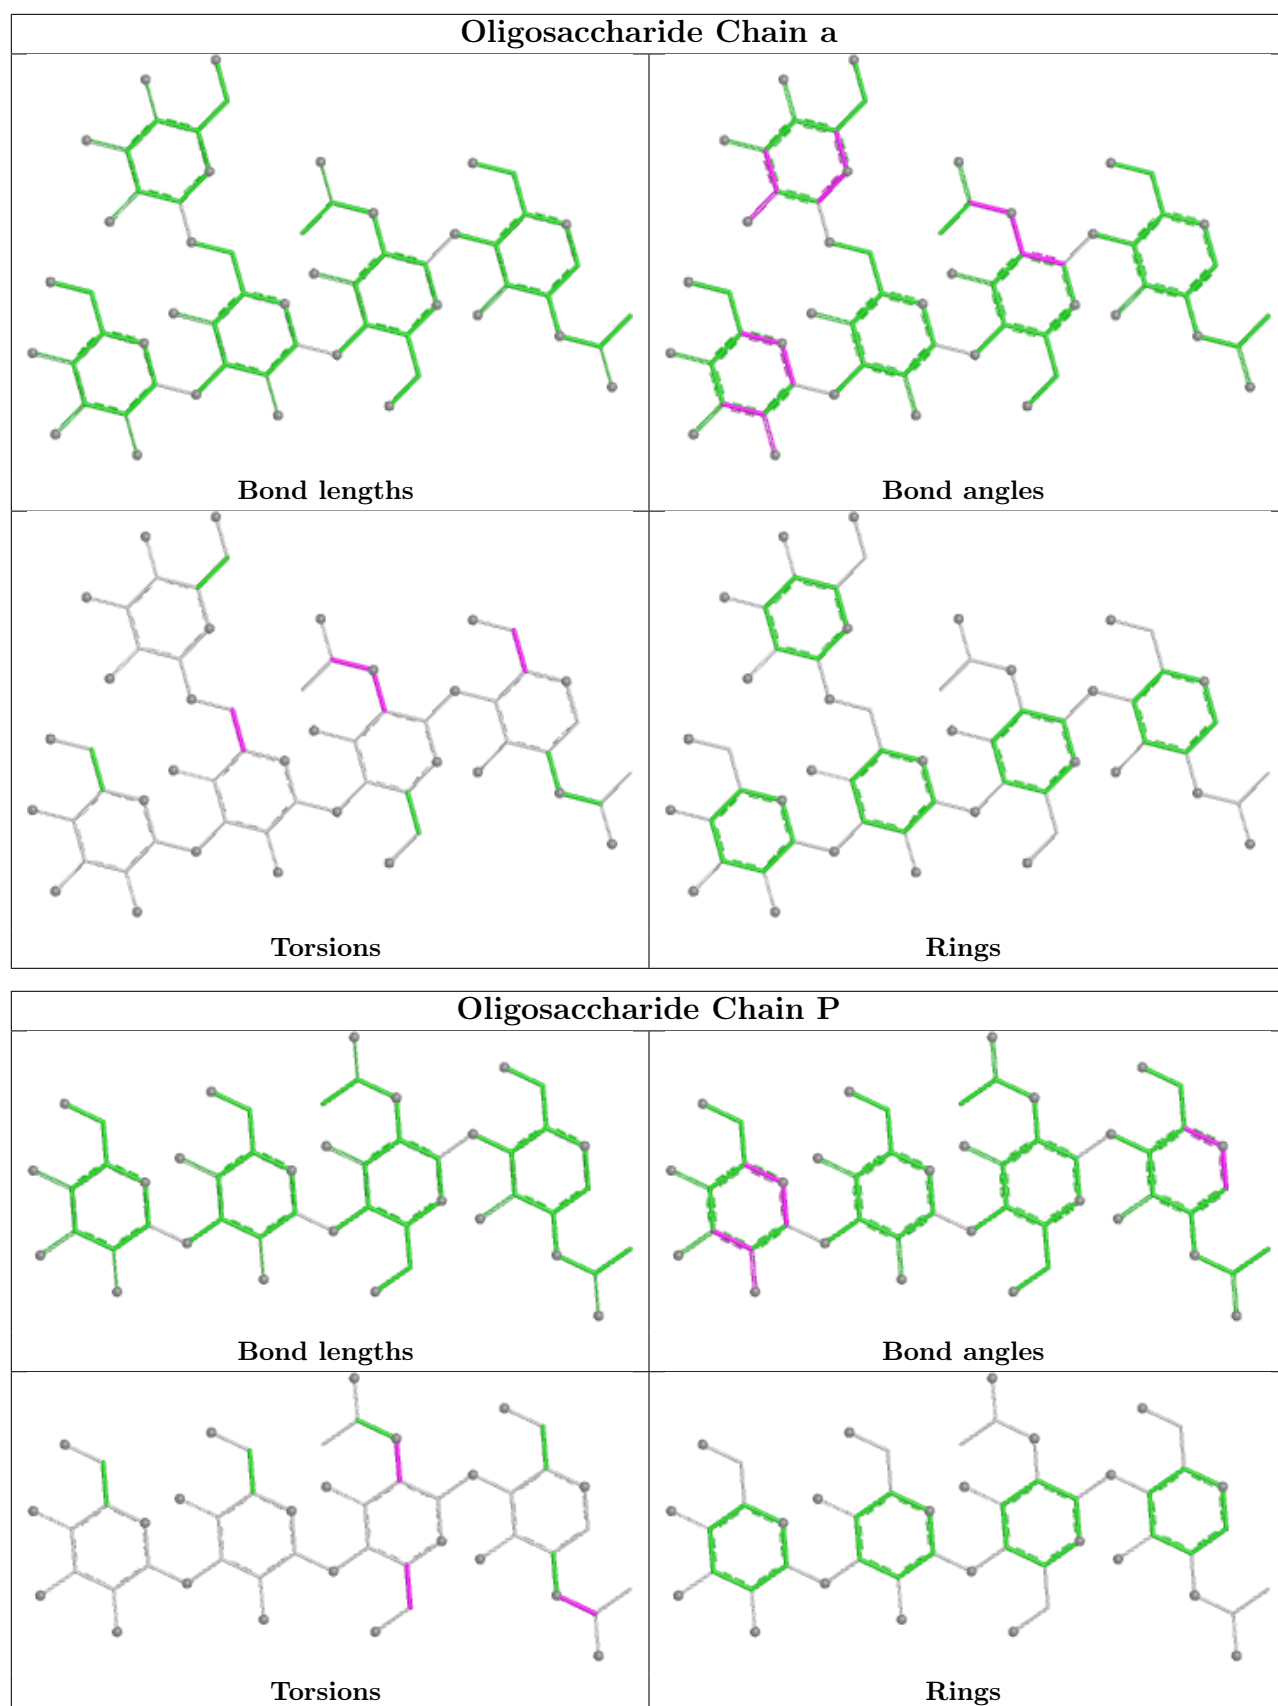 Oligosaccharide Chain a
Bond lengths
Bond angles
Torsions
Rings
Oligosaccharide Chain P
Bond lengths
Bond angles
Torsions
Rings